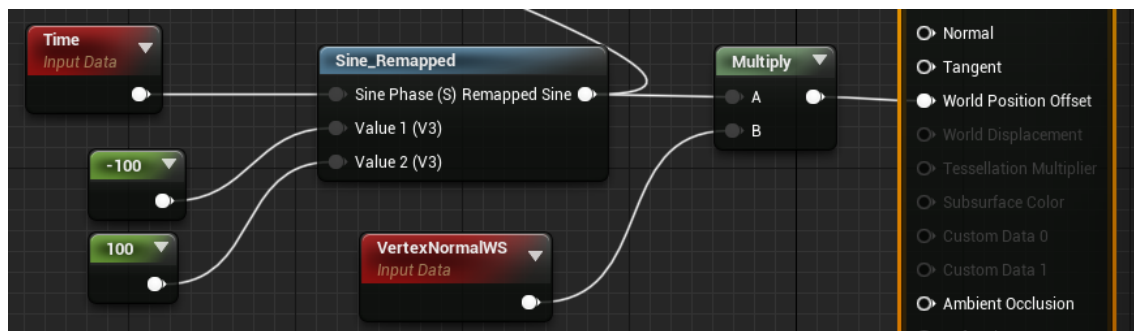 Time
Input Data
-100
100
Sine_Remapped
Sine Phase (S) Remapped Sine
Value 1 (V3)
Value 2 (V3)
VertexNormalWS
Input Data
Multiply
A
B
Normal
Tangent
World Position Offset
World Displacement
Tessellation Multiplier
Subsurface Color
Custom Data 0
Custom Data 1
Ambient Occlusion